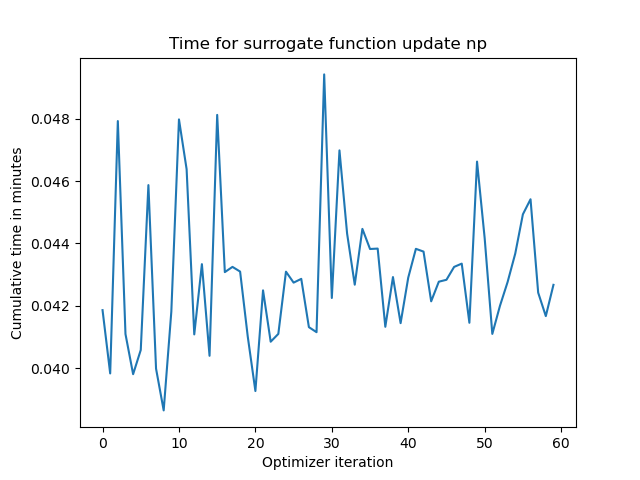 Time for surrogate function update np
Cumulative time in minutes
0.048
0.046
0.044
0.042
0.040
0 10 20 30 40 50 60
Optimizer iteration